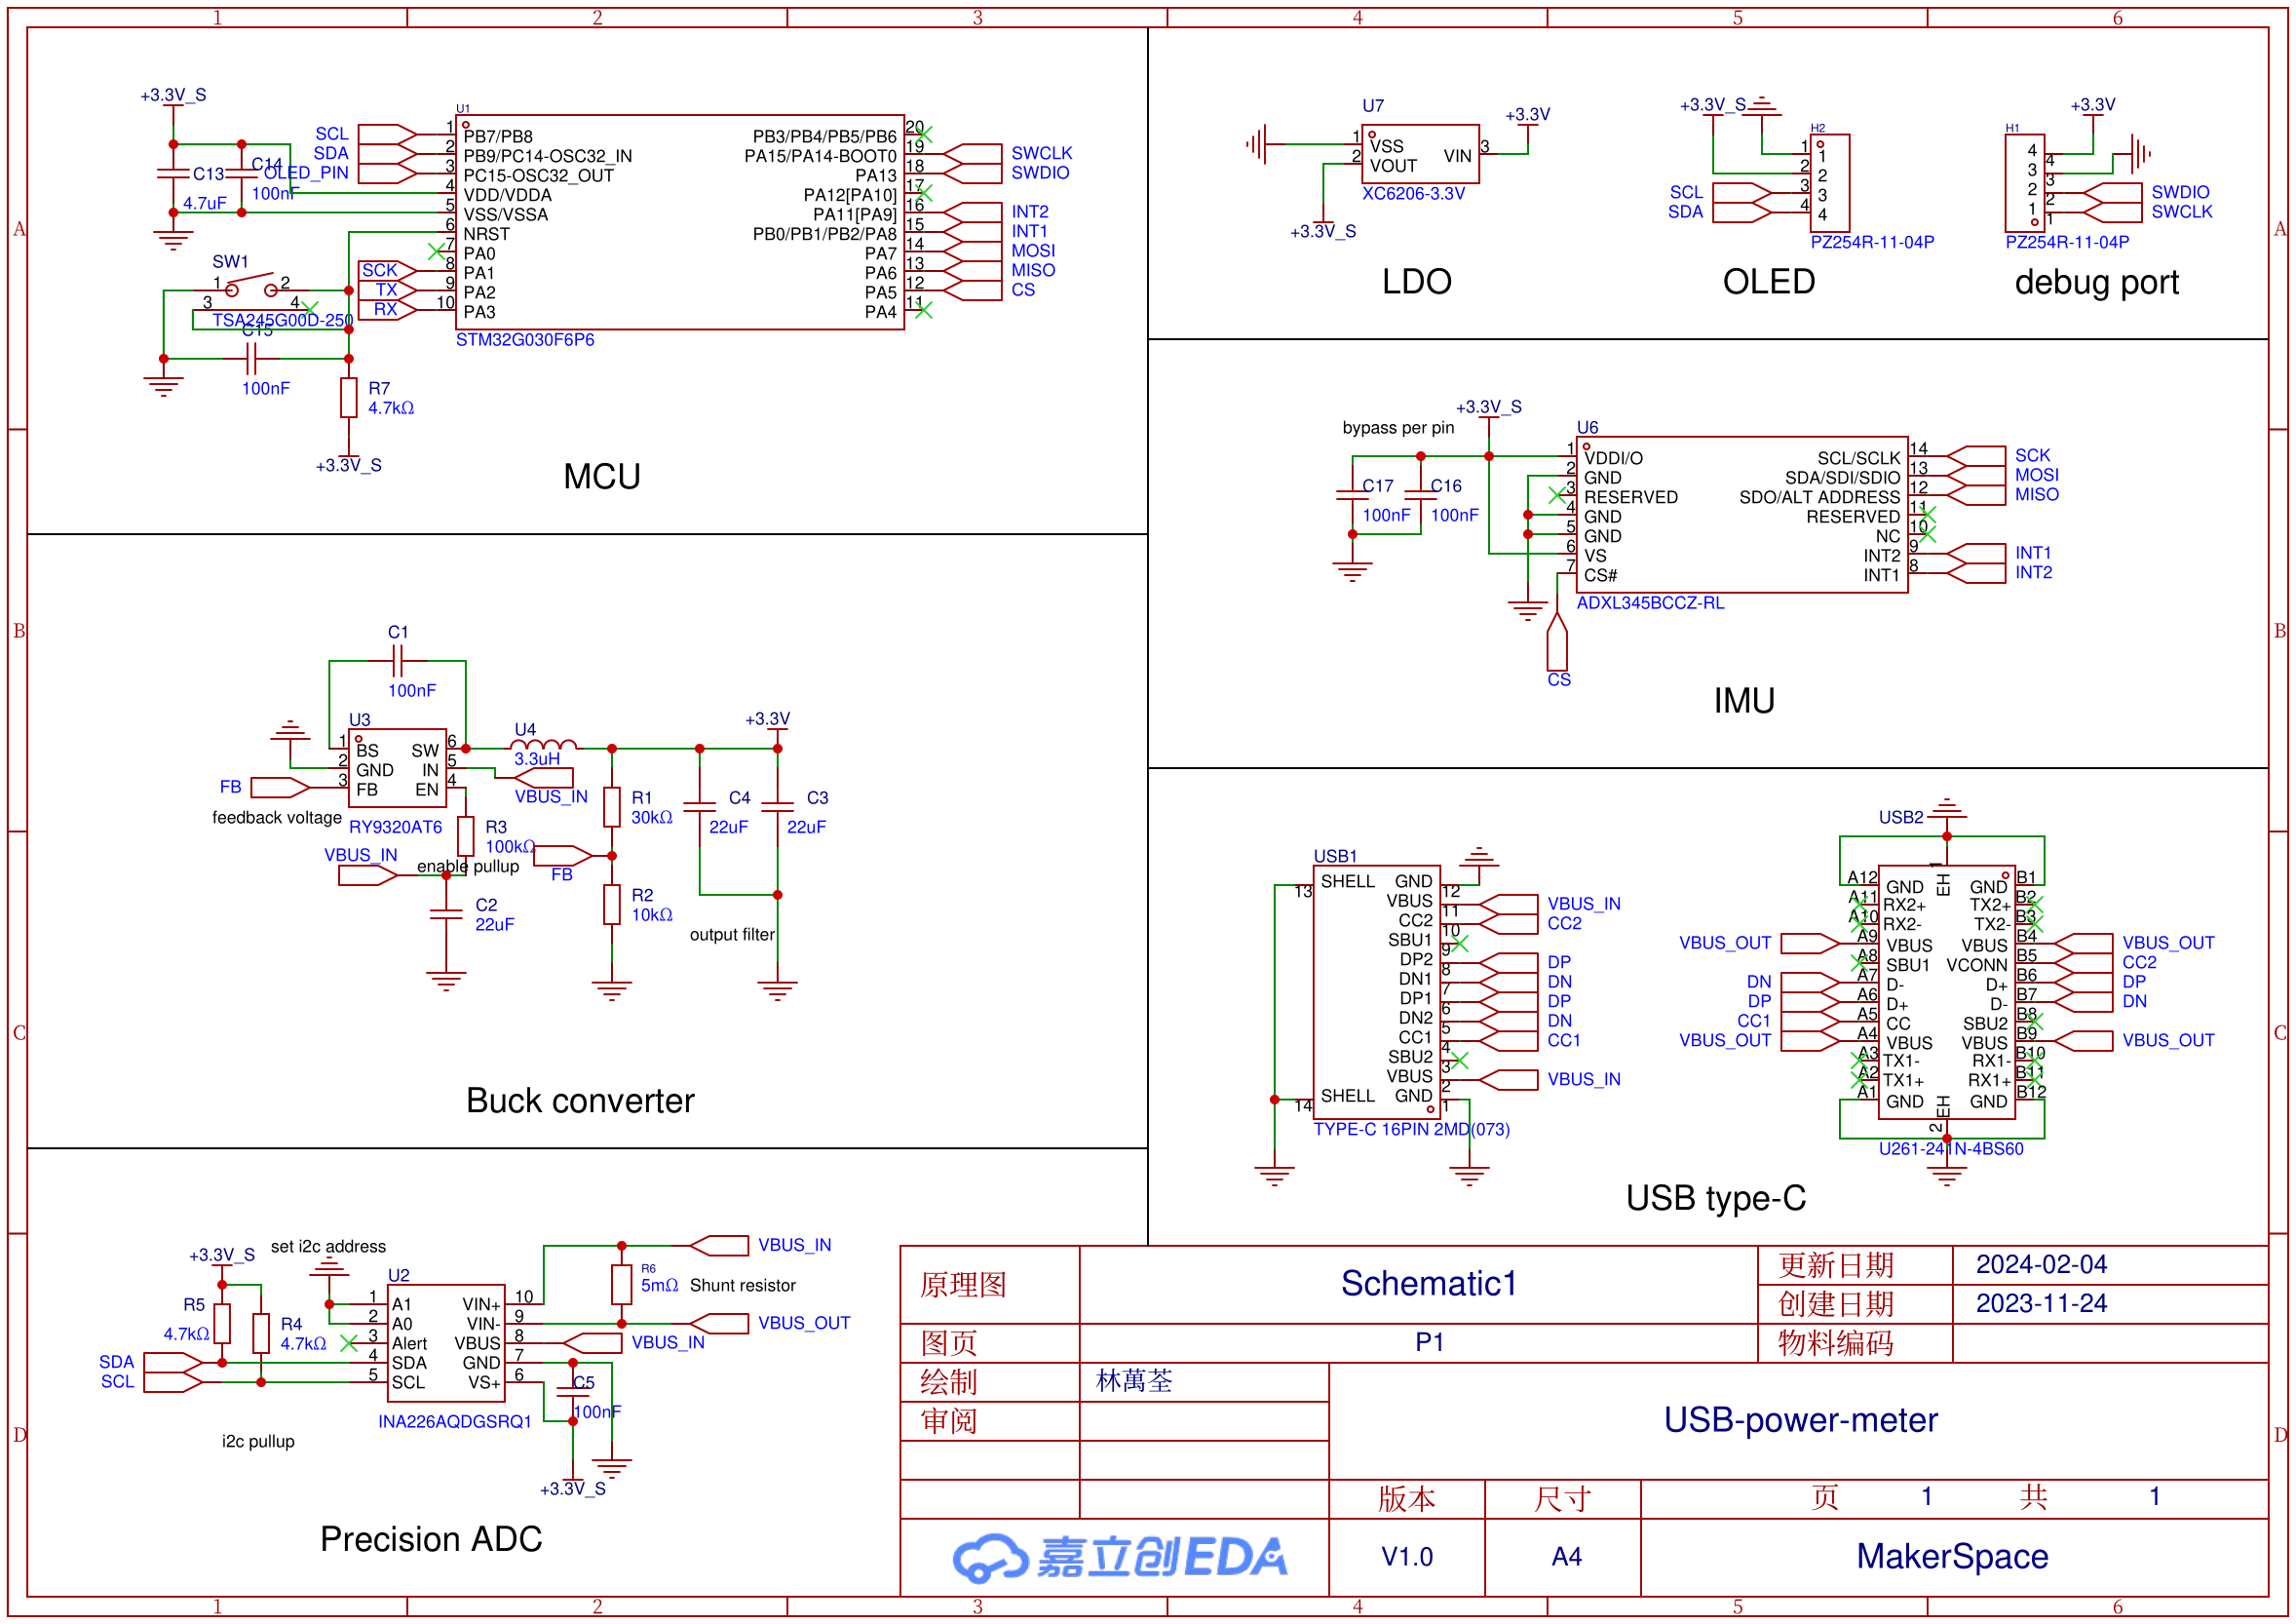 1 2 3 4 5 6
A
B
C
D
+3.3V_S
C13
4.7uF
C14
100nF
SCL
SDA
OLED_PIN
U1
1 PB7/PB8
2 PB9/PC14-OSC32_IN
3 PC15-OSC32_OUT
4 VDD/VDDA
5 VSS/VSSA
6 NRST
7 PA0
8 PA1
9 PA2
10 PA3
PB3/PB4/PB5/PB6 20
PA15/PA14-BOOT0 19
PA13 18
PA12[PA10] 17
PA11[PA9] 16
PB0/PB1/PB2/PA8 15
PA7 14
PA6 13
PA5 12
PA4 11
STM32G030F6P6
SWCLK
SWDIO
INT2
INT1
MOSI
MISO
CS
SCK
TX
RX
SW1
1 2
3 4
TSA245G00D-250
C15
100nF
R7
4.7kΩ
+3.3V_S
MCU
U7
1 VSS
2 VOUT
VIN 3
XC6206-3.3V
+3.3V
+3.3V_S
LDO
+3.3V_S
H2
1 1
2 2
3 3
4 4
SCL
SDA
PZ254R-11-04P
OLED
+3.3V
H1
4 4
3 3
2 2
1 1
SWDIO
SWCLK
PZ254R-11-04P
debug port
bypass per pin
+3.3V_S
C17
100nF
C16
100nF
U6
1 VDDI/O
2 GND
3 RESERVED
4 GND
5 GND
6 VS
7 CS#
SCL/SCLK 14
SDA/SDI/SDIO 13
SDO/ALT ADDRESS 12
RESERVED 11
NC 10
INT2 9
INT1 8
ADXL345BCCZ-RL
SCK
MOSI
MISO
INT1
INT2
CS
IMU
C1
100nF
U3
1 BS
2 GND
3 FB
SW 6
IN 5
EN 4
RY9320AT6
FB
feedback voltage
U4
3.3uH
VBUS_IN
R3
100kΩ
enable pullup
VBUS_IN
C2
22uF
R1
30kΩ
FB
R2
10kΩ
+3.3V
C4
22uF
C3
22uF
output filter
Buck converter
USB1
13 SHELL
14 SHELL
GND 12
VBUS 11
CC2 10
SBU1 9
DP2 8
DN1 7
DP1 6
DN2 5
CC1 4
SBU2 3
VBUS 2
GND 1
VBUS_IN
CC2
DP
DN
DP
DN
CC1
VBUS_IN
TYPE-C 16PIN 2MD(073)
USB2
EH 1
A12 GND
A11 RX2+
A10 RX2-
A9 VBUS
A8 SBU1
A7 D-
A6 D+
A5 CC
A4 VBUS
A3 TX1-
A2 TX1+
A1 GND
GND B1
TX2+ B2
TX2- B3
VBUS B4
VCONN B5
D+ B6
D- B7
SBU2 B8
VBUS B9
RX1- B10
RX1+ B11
GND B12
EH 2
VBUS_OUT
DN
DP
CC1
VBUS_OUT
VBUS_OUT
CC2
DP
DN
VBUS_OUT
U261-241N-4BS60
USB type-C
+3.3V_S
set i2c address
R5
4.7kΩ
R4
4.7kΩ
SDA
SCL
i2c pullup
U2
1 A1
2 A0
3 Alert
4 SDA
5 SCL
VIN+ 10
VIN- 9
VBUS 8
GND 7
VS+ 6
INA226AQDGSRQ1
R6
5mΩ
Shunt resistor
VBUS_IN
VBUS_OUT
VBUS_IN
C5
100nF
+3.3V_S
Precision ADC
原理图 Schematic1 更新日期 2024-02-04
创建日期 2023-11-24
图页 P1 物料编码
绘制 林萬荃
审阅
USB-power-meter
版本 尺寸 页 1 共 1
嘉立创EDA V1.0 A4 MakerSpace
A
B
C
D
1 2 3 4 5 6